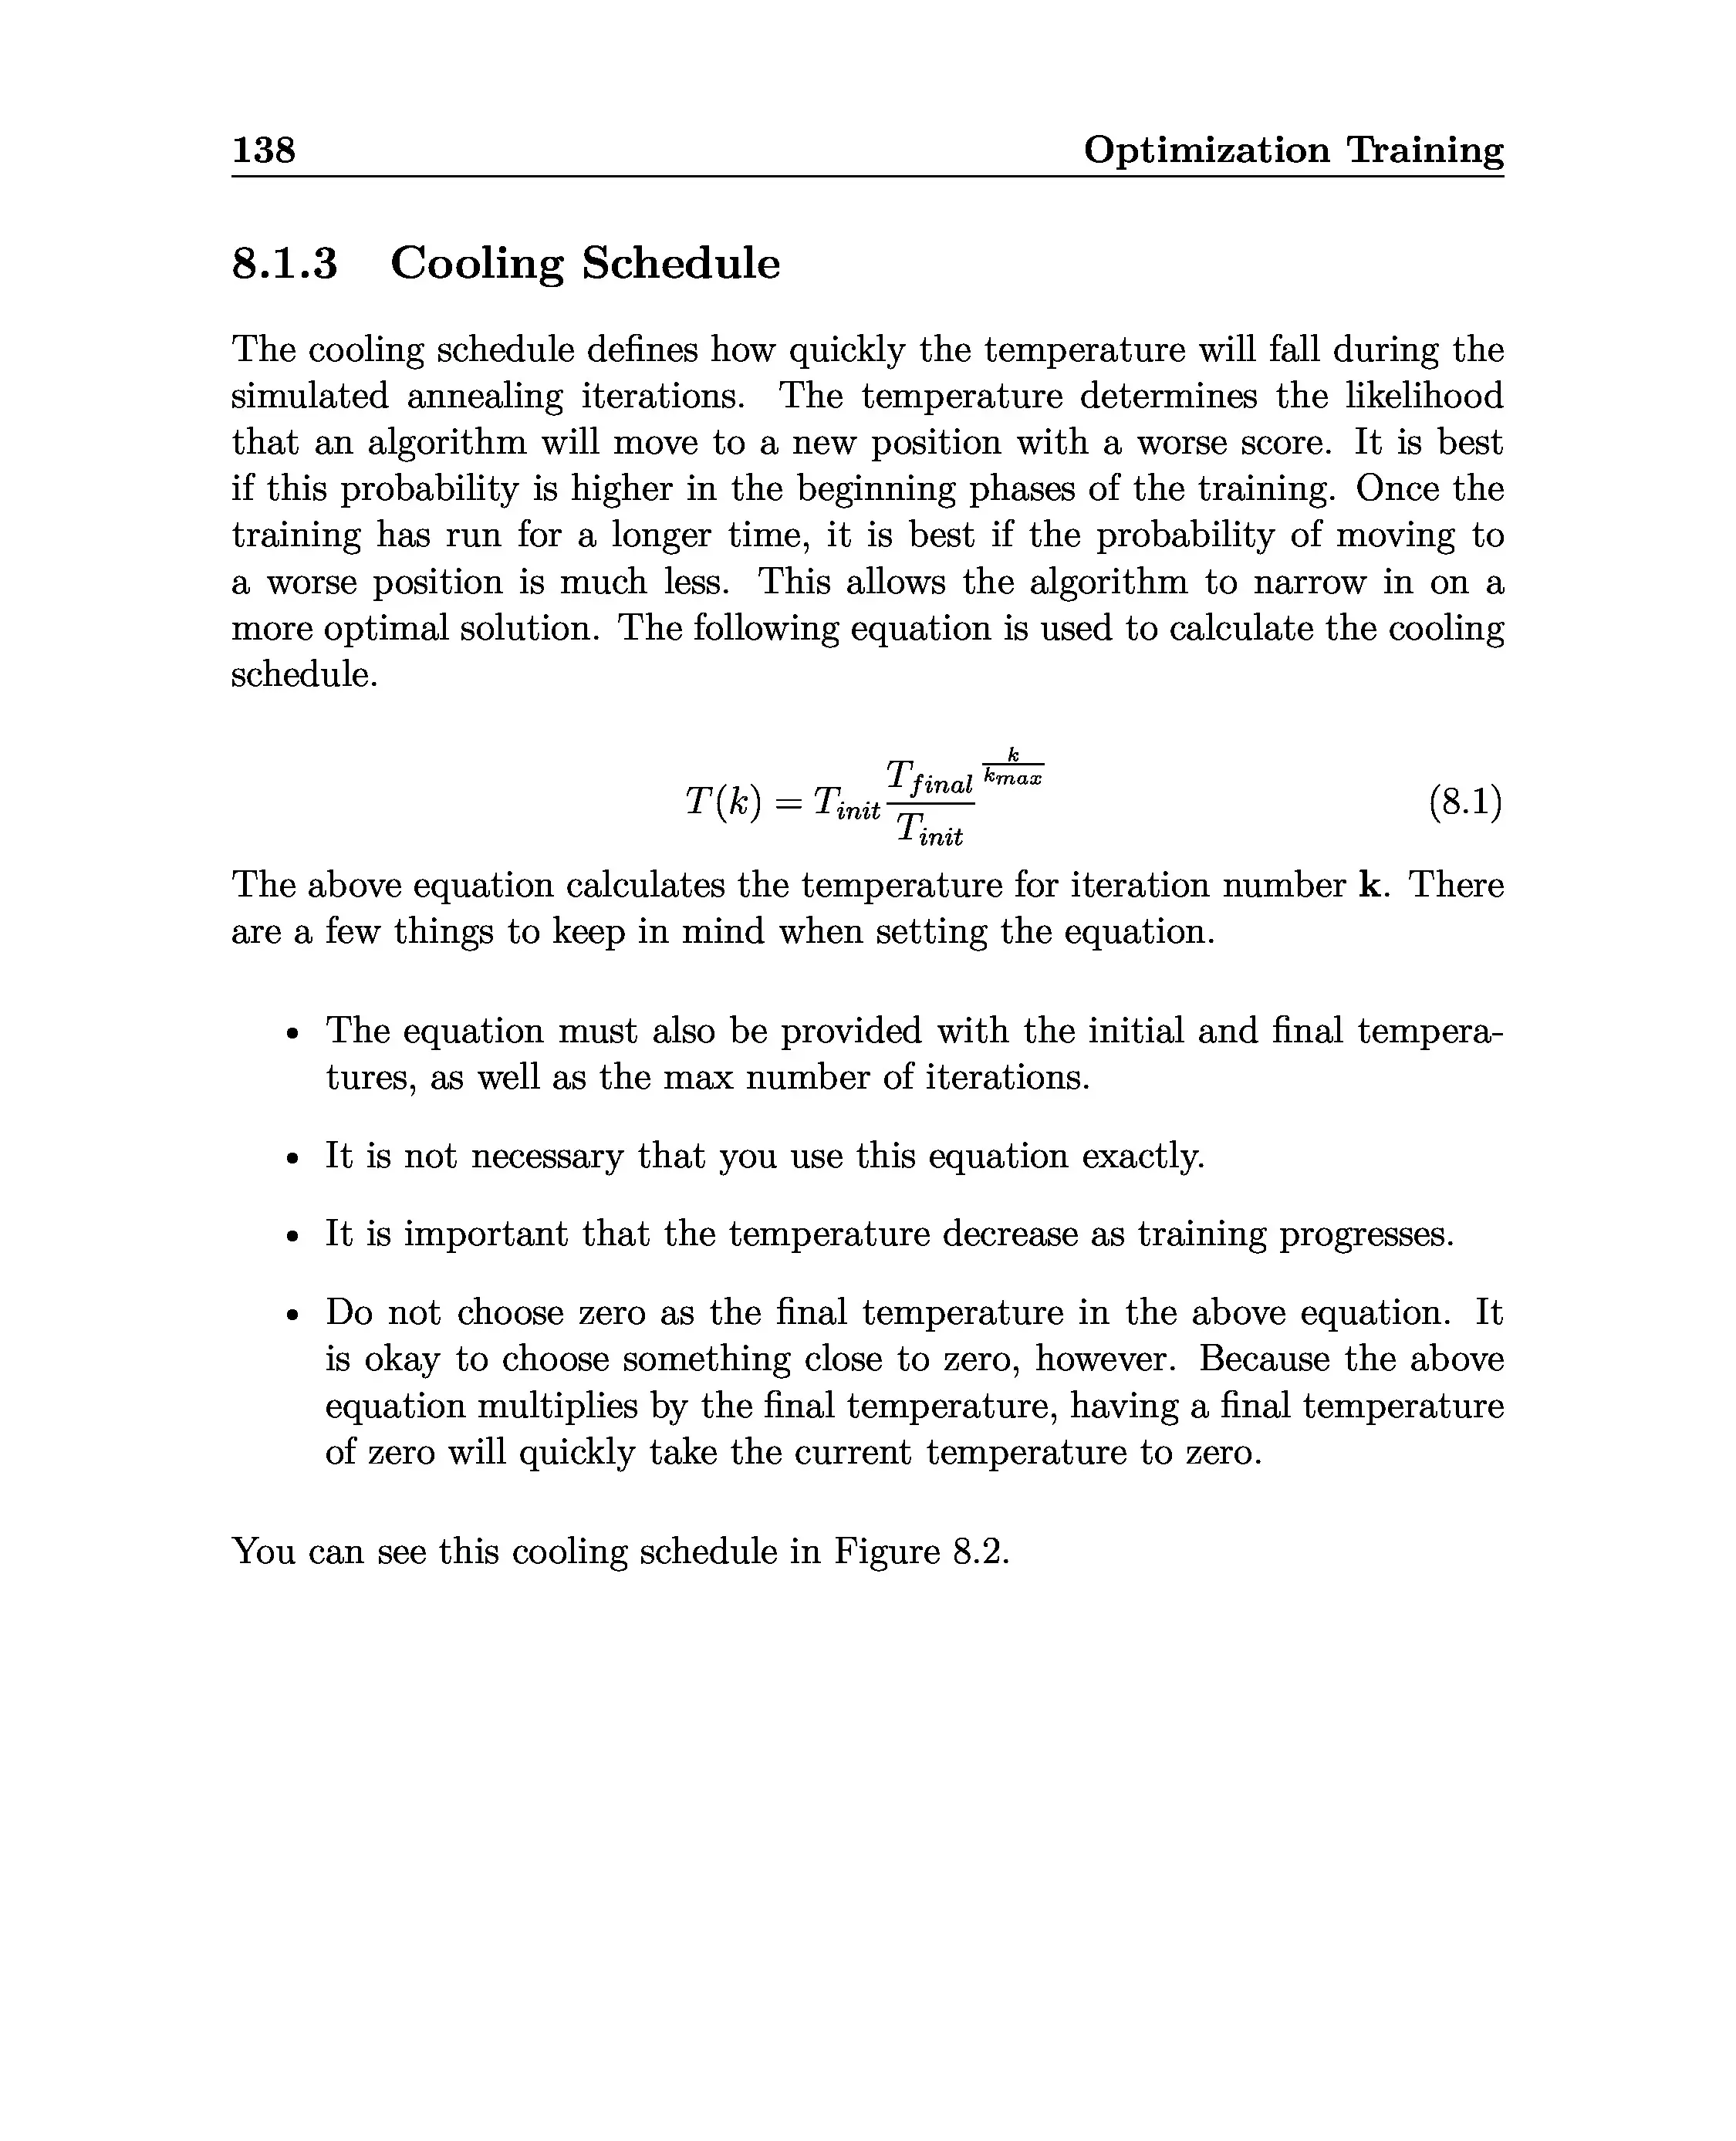 138 Optimization Training
8.1.3 Cooling Schedule
The cooling schedule defines how quickly the temperature will fall during the
simulated annealing iterations. The temperature determines the likelihood
that an algorithm will move to a new position with a worse score. It is best
if this probability is higher in the beginning phases of the training. Once the
training has run for a longer time, it is best if the probability of moving to
a worse position is much less. This allows the algorithm to narrow in on a
more optimal solution. The following equation is used to calculate the cooling
schedule.
$T(k) = T_{init}\frac{T_{final}}{T_{init}}^{\frac{k}{k_{max}}}$ (8.1)
The above equation calculates the temperature for iteration number k. There
are a few things to keep in mind when setting the equation.
• The equation must also be provided with the initial and final tempera-
tures, as well as the max number of iterations.
• It is not necessary that you use this equation exactly.
• It is important that the temperature decrease as training progresses.
• Do not choose zero as the final temperature in the above equation. It
is okay to choose something close to zero, however. Because the above
equation multiplies by the final temperature, having a final temperature
of zero will quickly take the current temperature to zero.
You can see this cooling schedule in Figure 8.2.